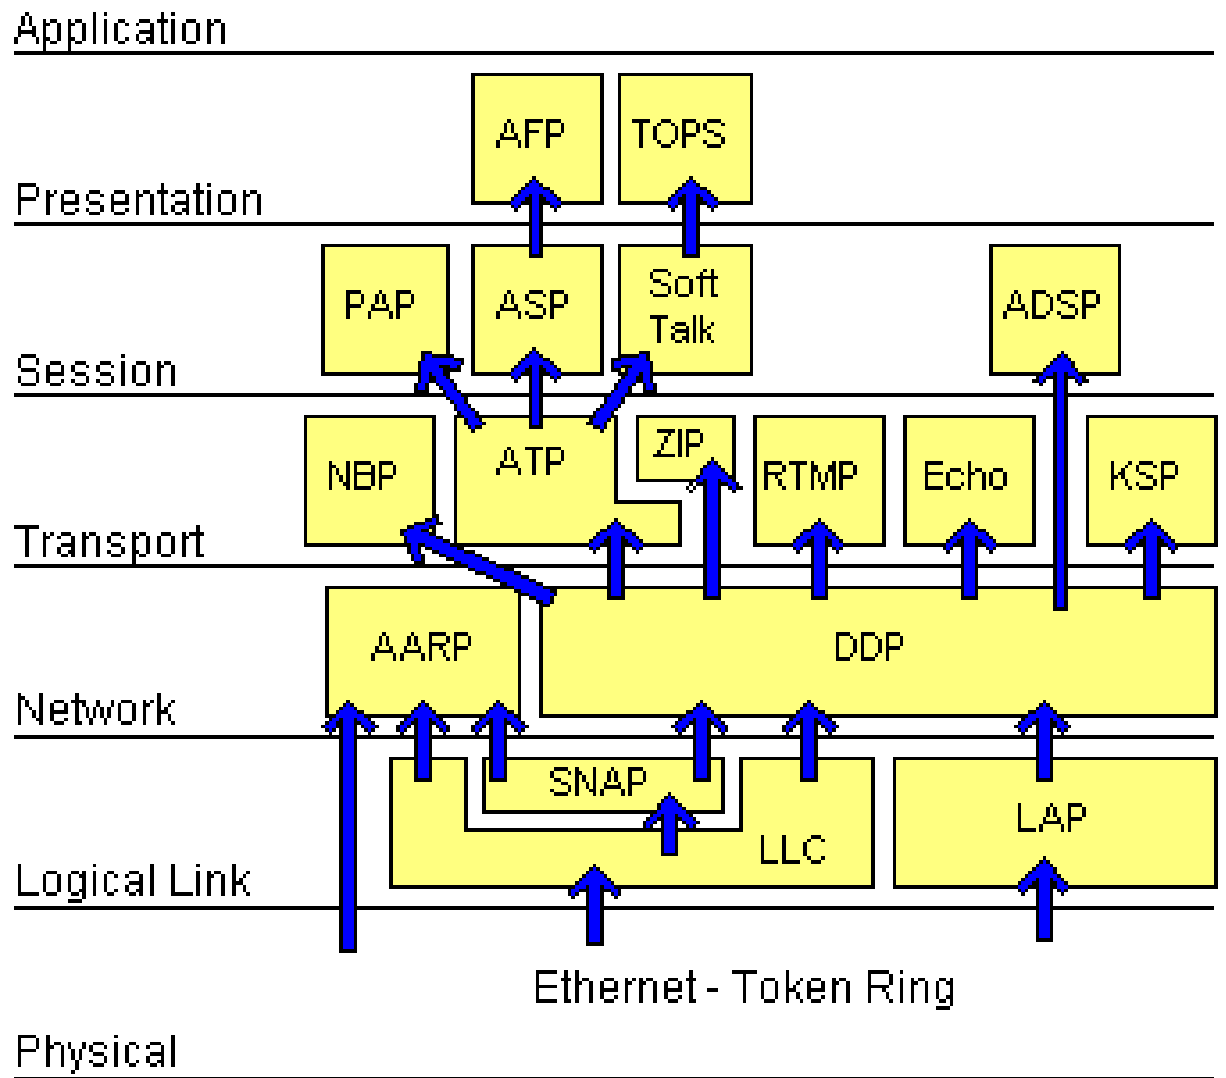 Application
AFP
TOPS
Presentation
PAP
ASP
Soft
Talk
ADSP
Session
NBP
ATP
ZIP
RTMP
Echo
KSP
Transport
AARP
DDP
Network
SNAP
LAP
LLC
Logical Link
Ethernet - Token Ring
Physical